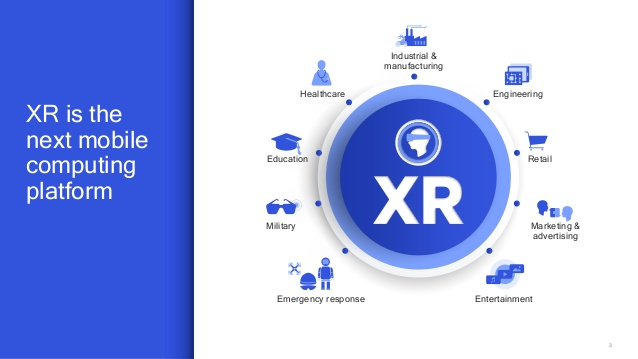 XR is the
next mobile
computing
platform
Industrial &
manufacturing
Healthcare
Engineering
Education
Retail
XR
Military
Marketing &
advertising
Emergency response
Entertainment
3